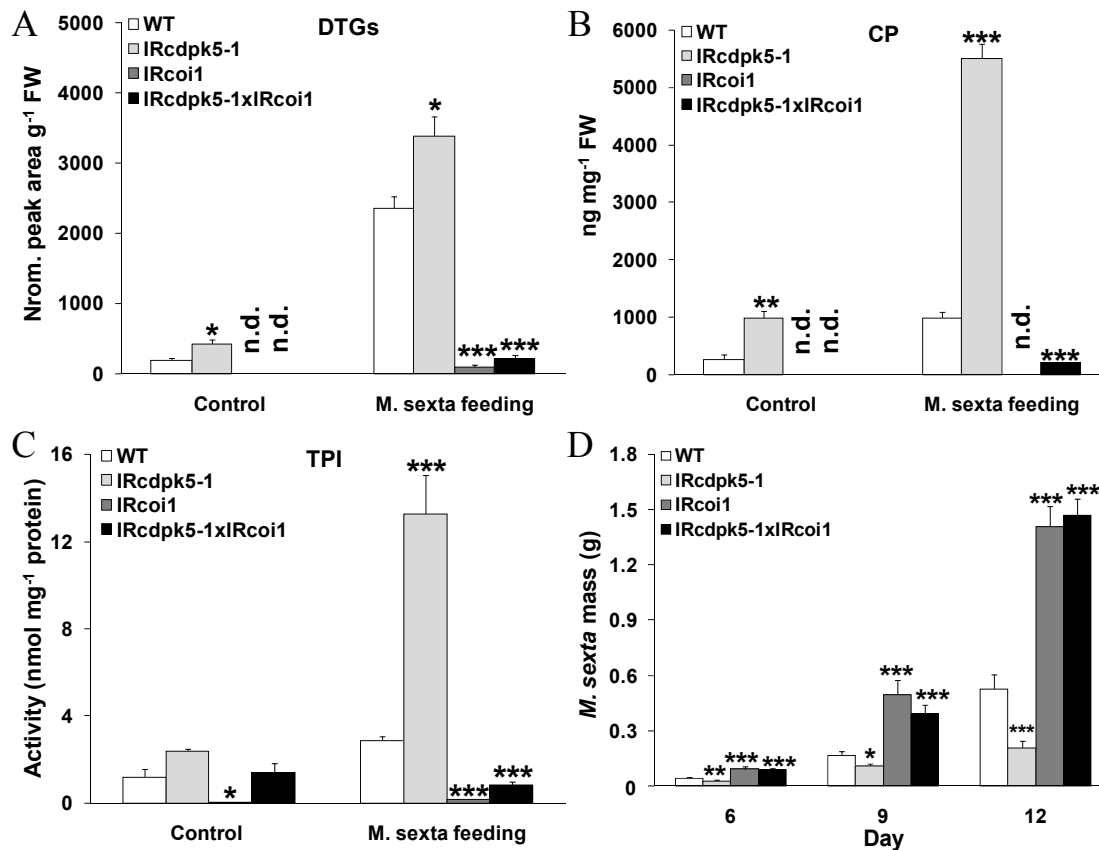 A
DTGs
WT
IRcdpk5-1
IRcoi1
IRcdpk5-1xIRcoi1
Nrom. peak area g-1 FW
5000
4000
3000
2000
1000
0
*
n.d.
n.d.
*
***
***
Control
M. sexta feeding
B
CP
WT
IRcdpk5-1
IRcoi1
IRcdpk5-1xIRcoi1
ng mg-1 FW
6000
5000
4000
3000
2000
1000
0
**
n.d.
n.d.
***
n.d.
***
Control
M. sexta feeding
C
TPI
WT
IRcdpk5-1
IRcoi1
IRcdpk5-1xIRcoi1
Activity (nmol mg-1 protein)
16
12
8
4
0
*
***
***
***
Control
M. sexta feeding
D
WT
IRcdpk5-1
IRcoi1
IRcdpk5-1xIRcoi1
M. sexta mass (g)
1.8
1.5
1.2
0.9
0.6
0.3
0
**
***
***
*
***
***
***
***
***
6
9
12
Day